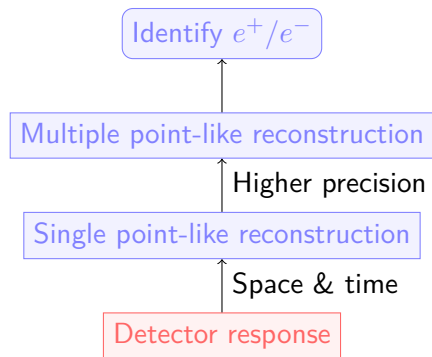 Identify e⁺/e⁻
Multiple point-like reconstruction
Higher precision
Single point-like reconstruction
Space & time
Detector response